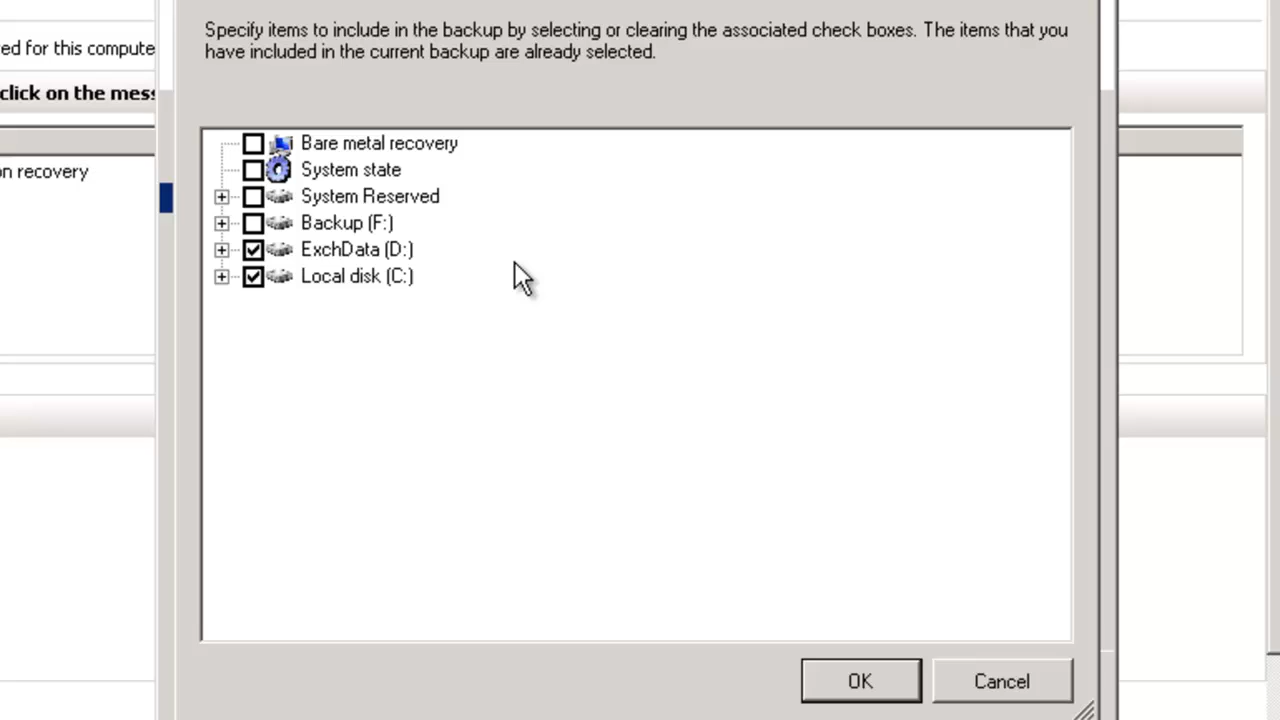 Specify items to include in the backup by selecting or clearing the associated check boxes. The items that you
have included in the current backup are already selected.
ed for this compute
click on the mess
on recovery
Bare metal recovery
System state
System Reserved
Backup (F:)
ExchData (D:)
Local disk (C:)
OK
Cancel